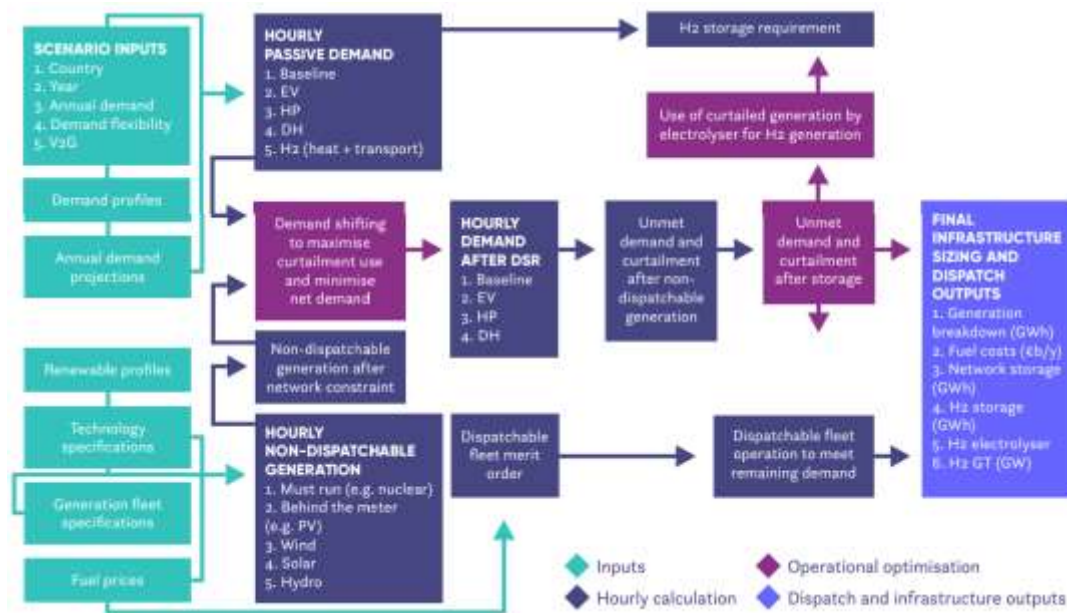 SCENARIO INPUTS
1. Country
2. Year
3. Annual demand
4. Demand flexibility
5. V2G
Demand profiles
Annual demand
projections
Renewable profiles
Technology
specifications
Generation fleet
specifications
Fuel prices
HOURLY
PASSIVE DEMAND
1. Baseline
2. EV
3. HP
4. DH
5. H2 (heat + transport)
Demand shifting
to maximise
curtailment use
and minimise
net demand
Non-dispatchable
generation after
network constraint
HOURLY
NON-DISPATCHABLE
GENERATION
1. Must run (e.g. nuclear)
2. Behind the meter
(e.g. PV)
3. Wind
4. Solar
5. Hydro
HOURLY
DEMAND
AFTER DSR
1. Baseline
2. EV
3. HP
4. DH
Dispatchable
fleet merit
order
Unmet
demand and
curtailment
after non-
dispatchable
generation
H2 storage requirement
Use of curtailed generation by
electrolyser for H2 generation
Unmet
demand and
curtailment
after storage
Dispatchable fleet
operation to meet
remaining demand
FINAL
INFRASTRUCTURE
SIZING AND
DISPATCH
OUTPUTS
1. Generation
breakdown (GWh)
2. Fuel costs (€b/y)
3. Network storage
(GWh)
4. H2 storage
(GWh)
5. H2 electrolyser
6. H2 GT (GW)
Inputs
Operational optimisation
Hourly calculation
Dispatch and infrastructure outputs